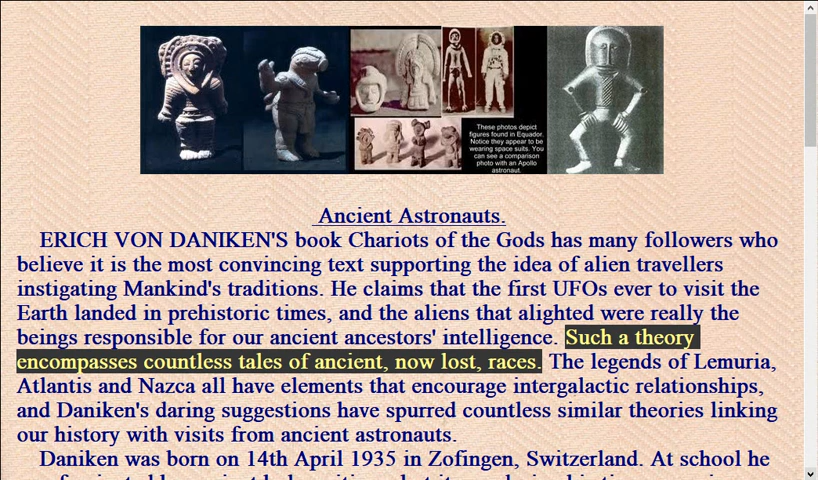 These photos depict
figures found in Equador.
Notice they appear to be
wearing space suits. You
can see a comparison
photo with an Apollo
astronaut.
Ancient Astronauts.
ERICH VON DANIKEN'S book Chariots of the Gods has many followers who
believe it is the most convincing text supporting the idea of alien travellers
instigating Mankind's traditions. He claims that the first UFOs ever to visit the
Earth landed in prehistoric times, and the aliens that alighted were really the
beings responsible for our ancient ancestors' intelligence. Such a theory
encompasses countless tales of ancient, now lost, races. The legends of Lemuria,
Atlantis and Nazca all have elements that encourage intergalactic relationships,
and Daniken's daring suggestions have spurred countless similar theories linking
our history with visits from ancient astronauts.
Daniken was born on 14th April 1935 in Zofingen, Switzerland. At school he